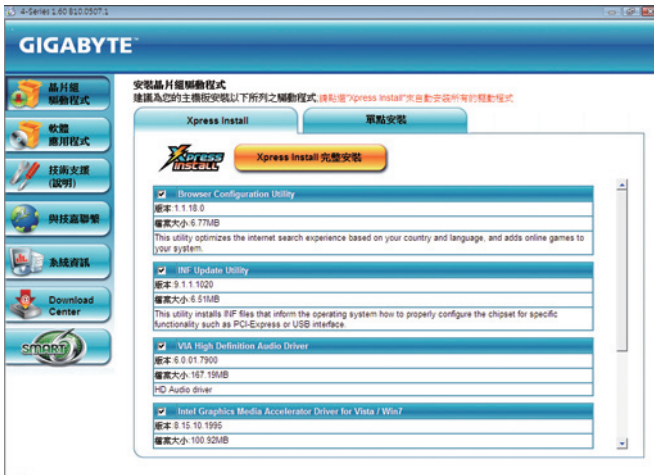 4-Series 1.60 B10.0507.1
GIGABYTE™
晶片組
驅動程式
軟體
應用程式
技術支援
(說明)
與技嘉聯繫
系統資訊
Download
Center
SMART
安裝晶片組驅動程式
建議為您的主機板安裝以下所列之驅動程式,請點選"Xpress Install"來自動安裝所有的驅動程式
Xpress Install
單點安裝
Xpress
INSTALL
Xpress Install 完整安裝
Browser Configuration Utility
版本:1.1.18.0
檔案大小:6.77MB
This utility optimizes the internet search experience based on your country and language, and adds online games to
your system.
INF Update Utility
版本:9.1.1.1020
檔案大小:6.51MB
This utility installs INF files that inform the operating system how to properly configure the chipset for specific
functionality such as PCI-Express or USB interface.
VIA High Definition Audio Driver
版本:6.0.01.7900
檔案大小:167.19MB
HD Audio driver
Intel Graphics Media Accelerator Driver for Vista / Win7
版本:8.15.10.1995
檔案大小:100.92MB